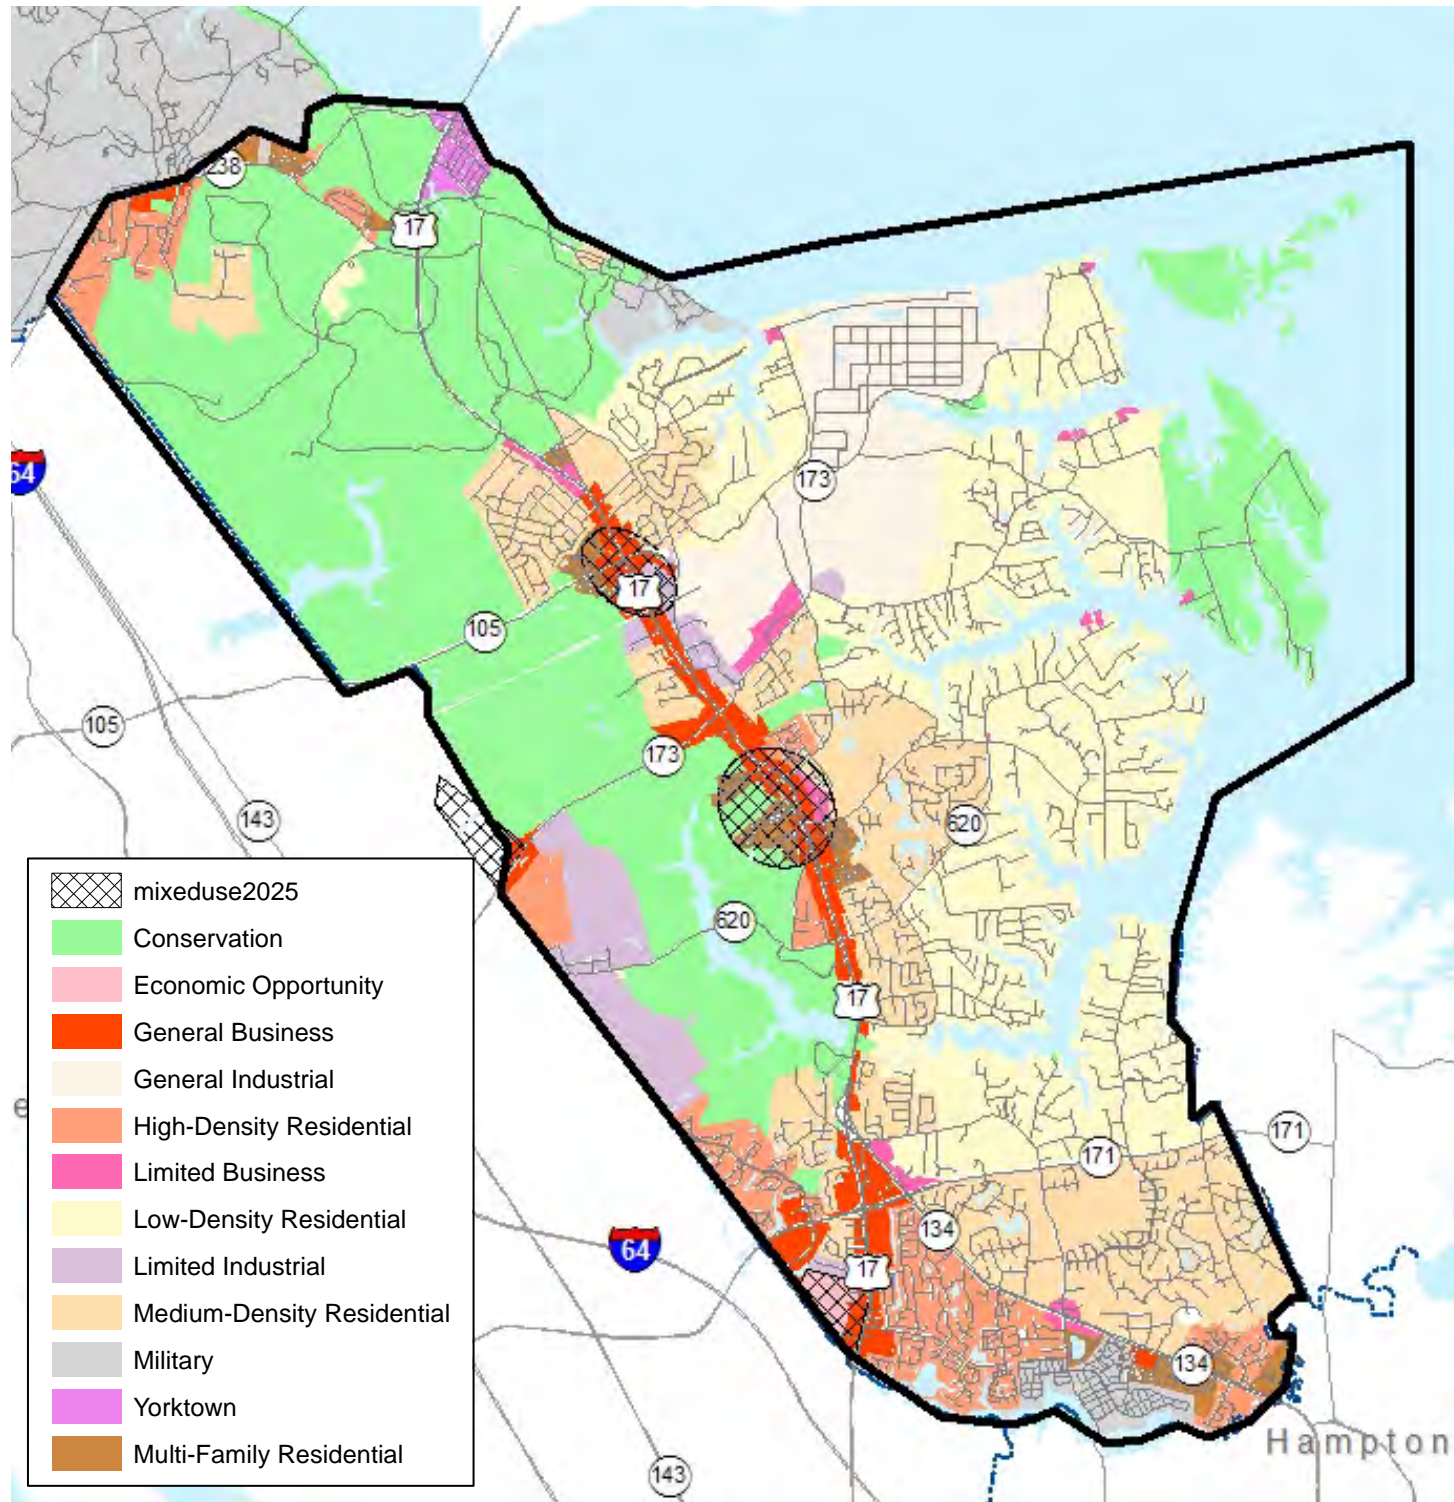 238
17
64
173
17
105
105
173
143
620
620
17
171
171
134
64
17
134
143
Hampton
e
mixeduse2025
Conservation
Economic Opportunity
General Business
General Industrial
High-Density Residential
Limited Business
Low-Density Residential
Limited Industrial
Medium-Density Residential
Military
Yorktown
Multi-Family Residential